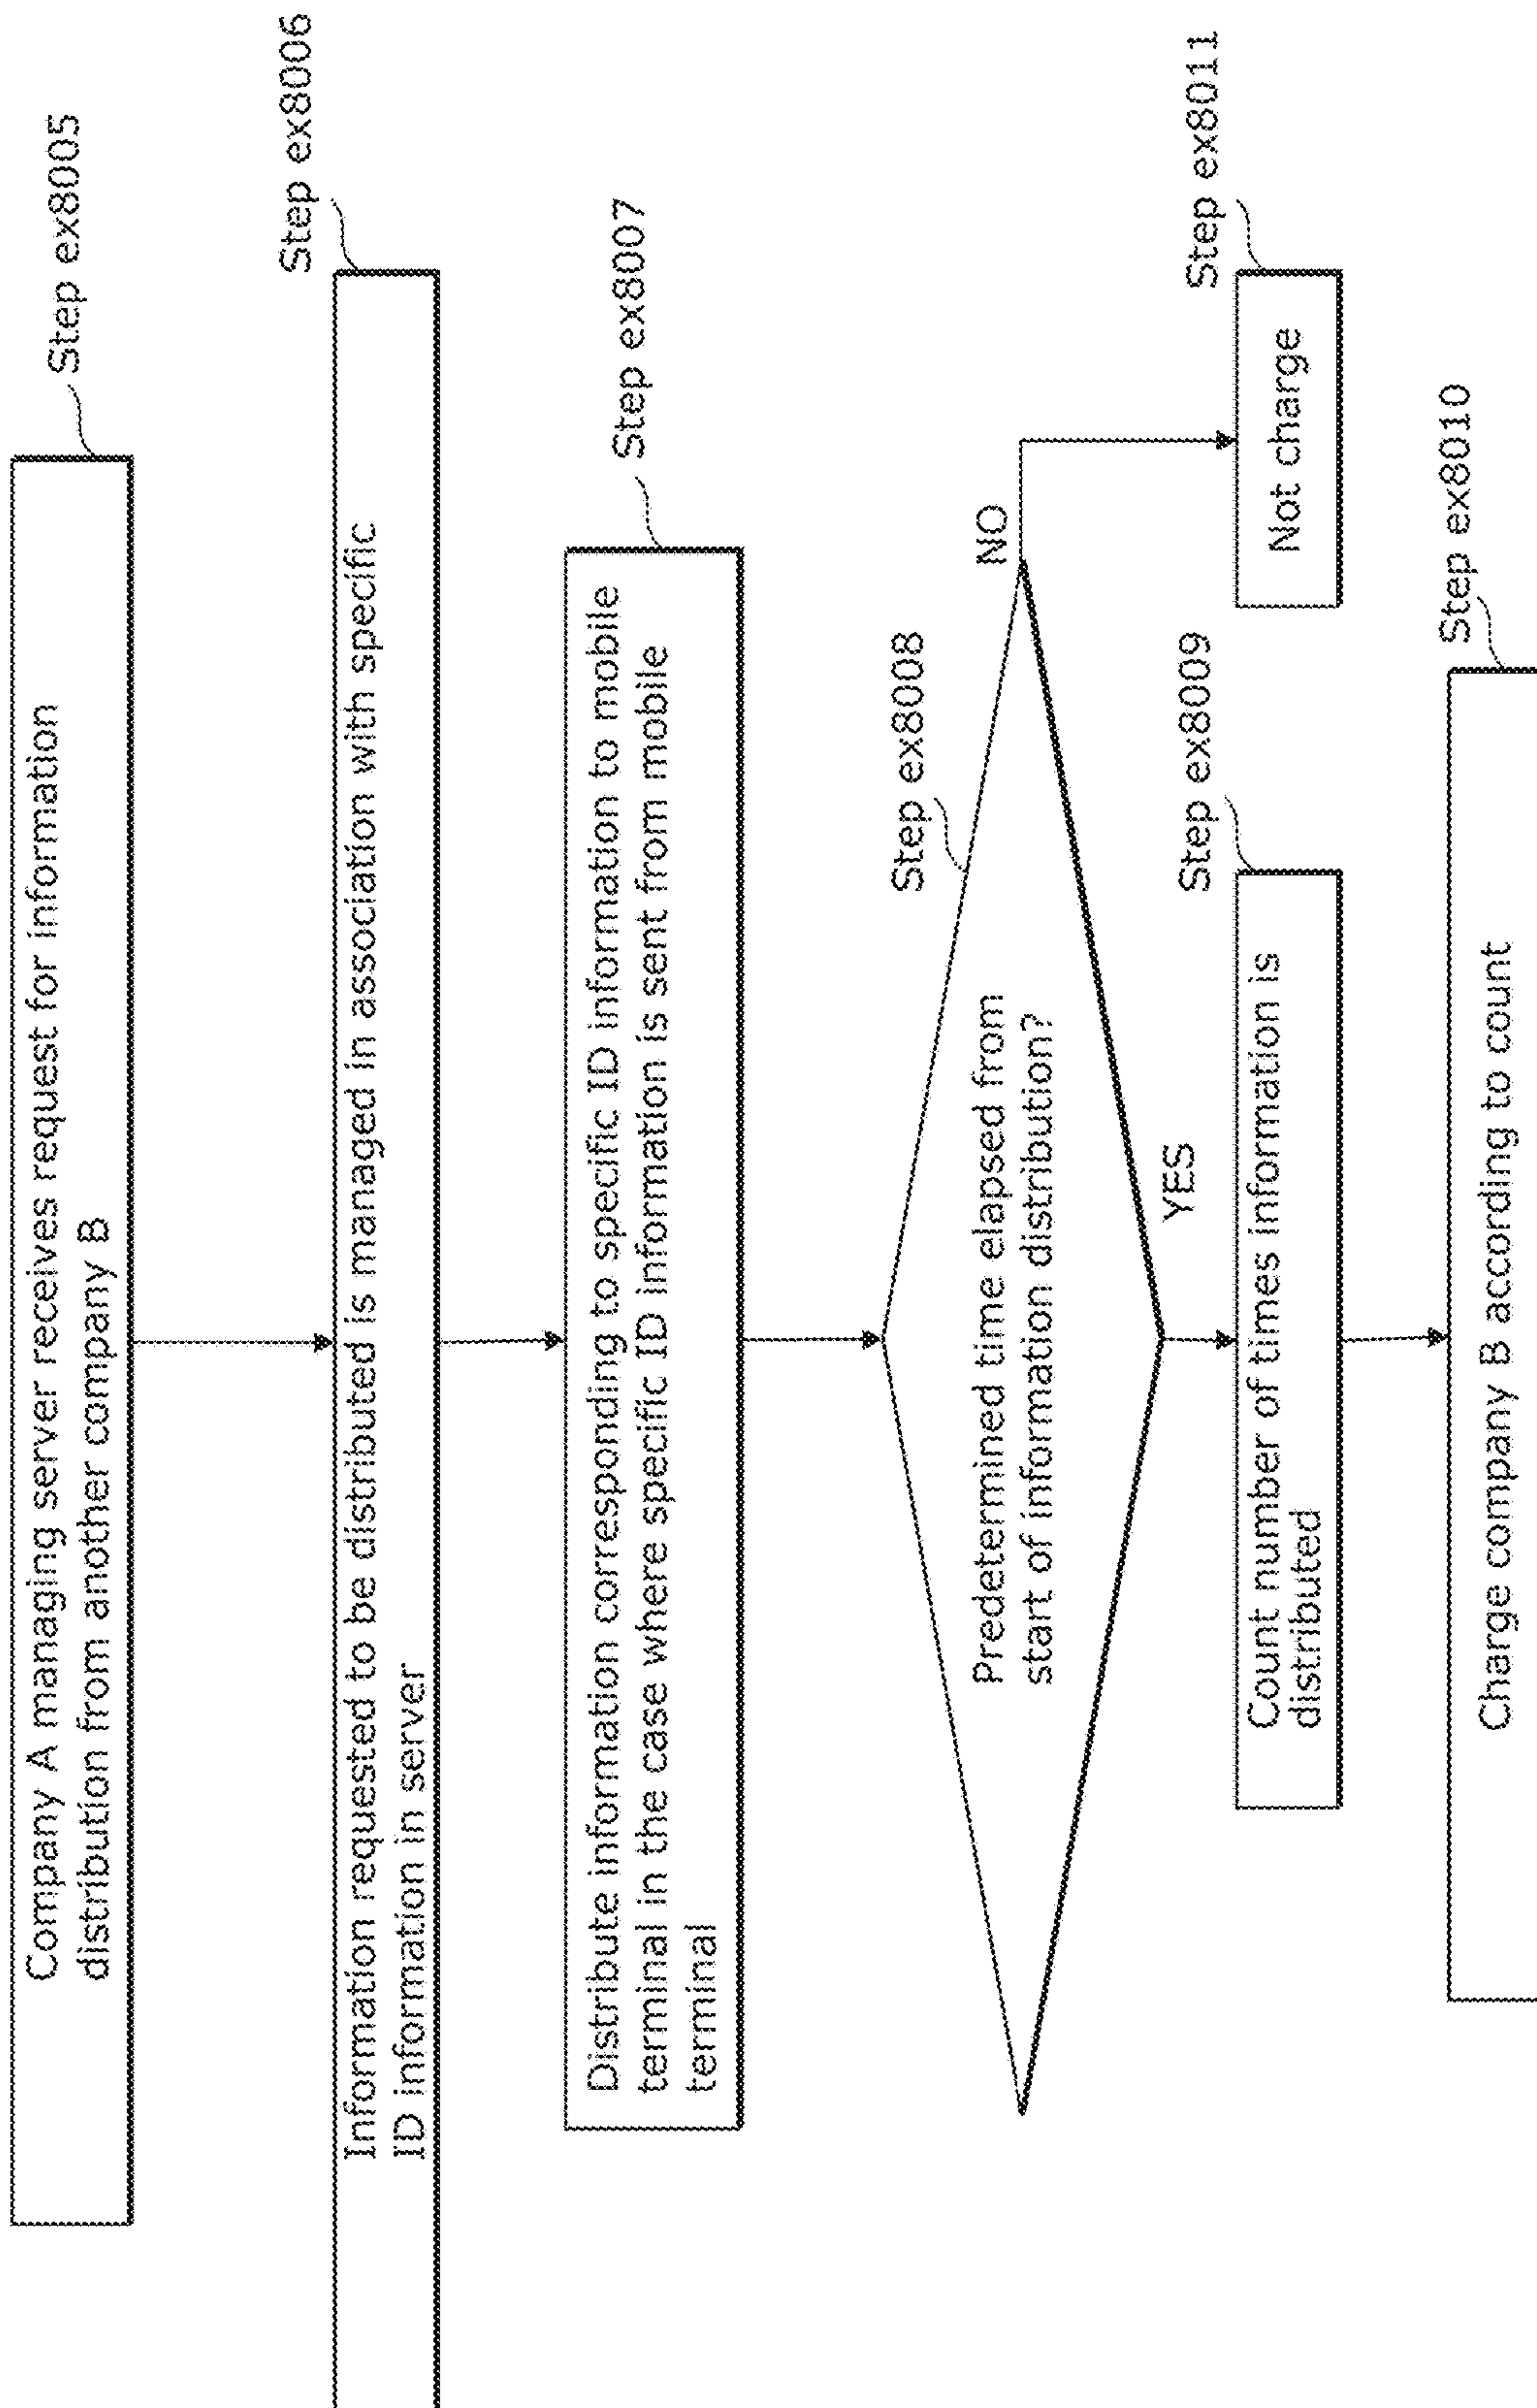 Step ex8005
Company A managing server receives request for information
distribution from another company B
Step ex8006
Information requested to be distributed is managed in association with specific
ID information in server
Step ex8007
Distribute information corresponding to specific ID information to mobile
terminal in the case where specific ID information is sent from mobile
terminal
Step ex8008
Predetermined time elapsed from
start of information distribution?
NO
YES
Step ex8009
Count number of times information is
distributed
Step ex8011
Not charge
Step ex8010
Charge company B according to count